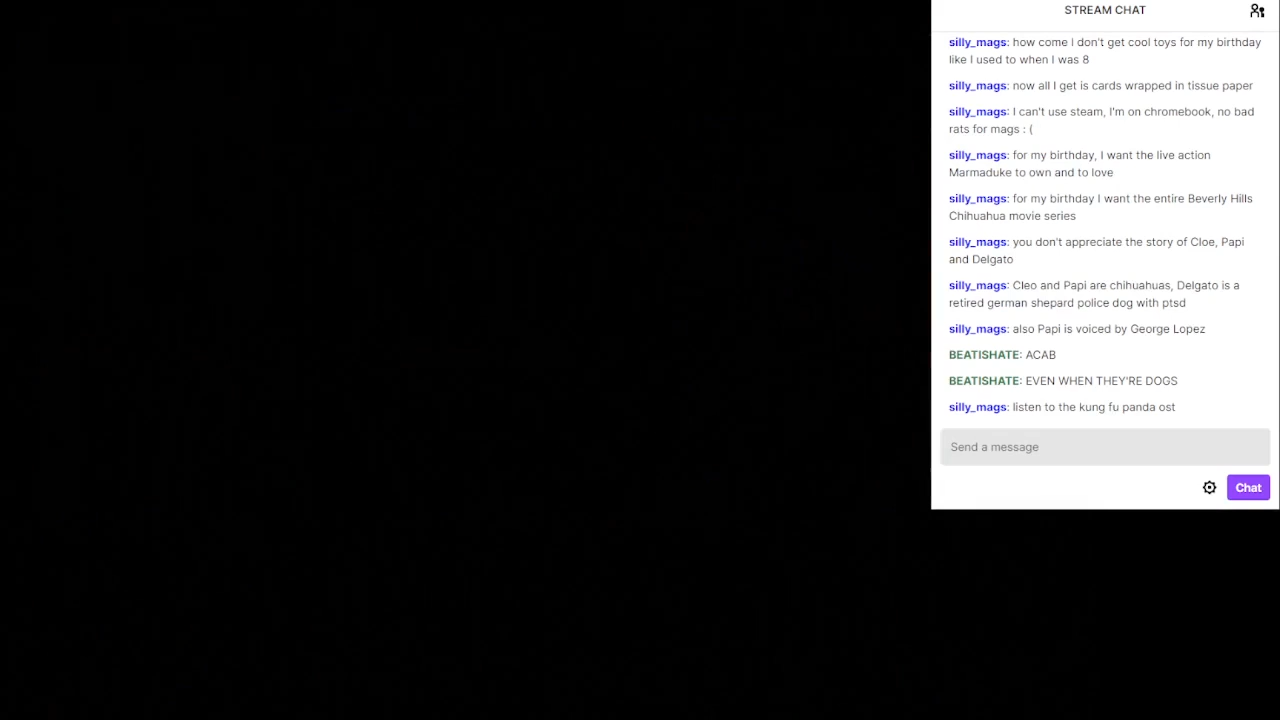 STREAM CHAT
silly_mags: how come I don't get cool toys for my birthday
like I used to when I was 8
silly_mags: now all I get is cards wrapped in tissue paper
silly_mags: I can't use steam, I'm on chromebook, no bad
rats for mags : (
silly_mags: for my birthday, I want the live action
Marmaduke to own and to love
silly_mags: for my birthday I want the entire Beverly Hills
Chihuahua movie series
silly_mags: you don't appreciate the story of Cloe, Papi
and Delgato
silly_mags: Cleo and Papi are chihuahuas, Delgato is a
retired german shepard police dog with ptsd
silly_mags: also Papi is voiced by George Lopez
BEATISHATE: ACAB
BEATISHATE: EVEN WHEN THEY'RE DOGS
silly_mags: listen to the kung fu panda ost
Send a message
Chat